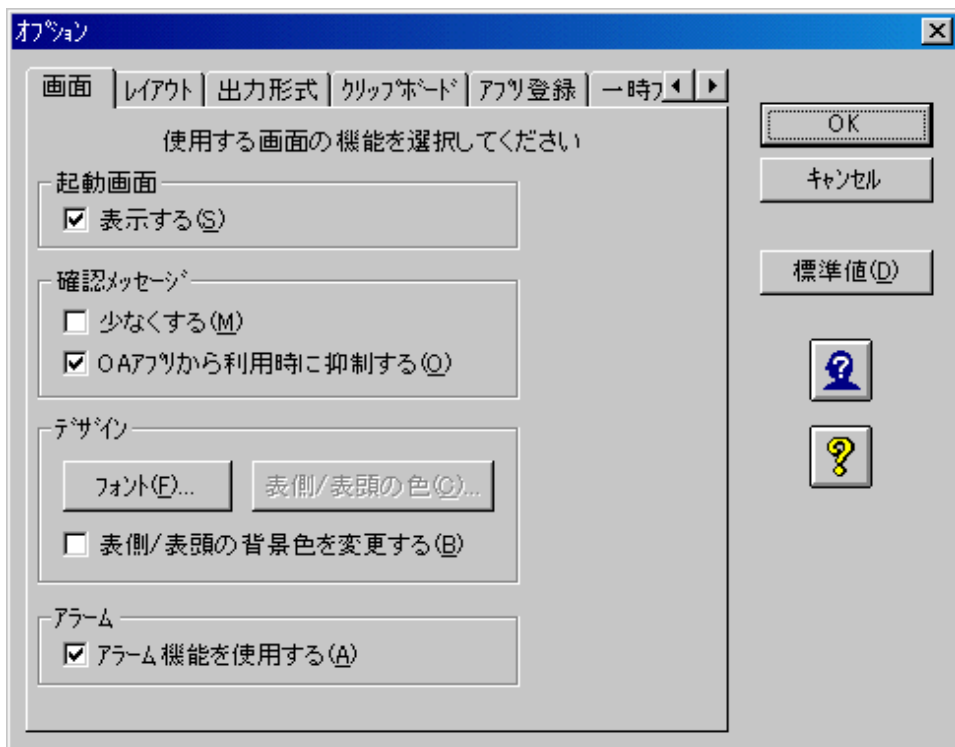 オプション
画面 レイアウト 出力形式 クリップボード アプリ登録 一時フ
使用する画面の機能を選択してください
起動画面
表示する(S)
確認メッセージ
少なくする(M)
OAアプリから利用時に抑制する(O)
デザイン
フォント(F)... 表側/表頭の色(C)...
表側/表頭の背景色を変更する(B)
アラーム
アラーム機能を使用する(A)
OK
キャンセル
標準値(D)
?
?